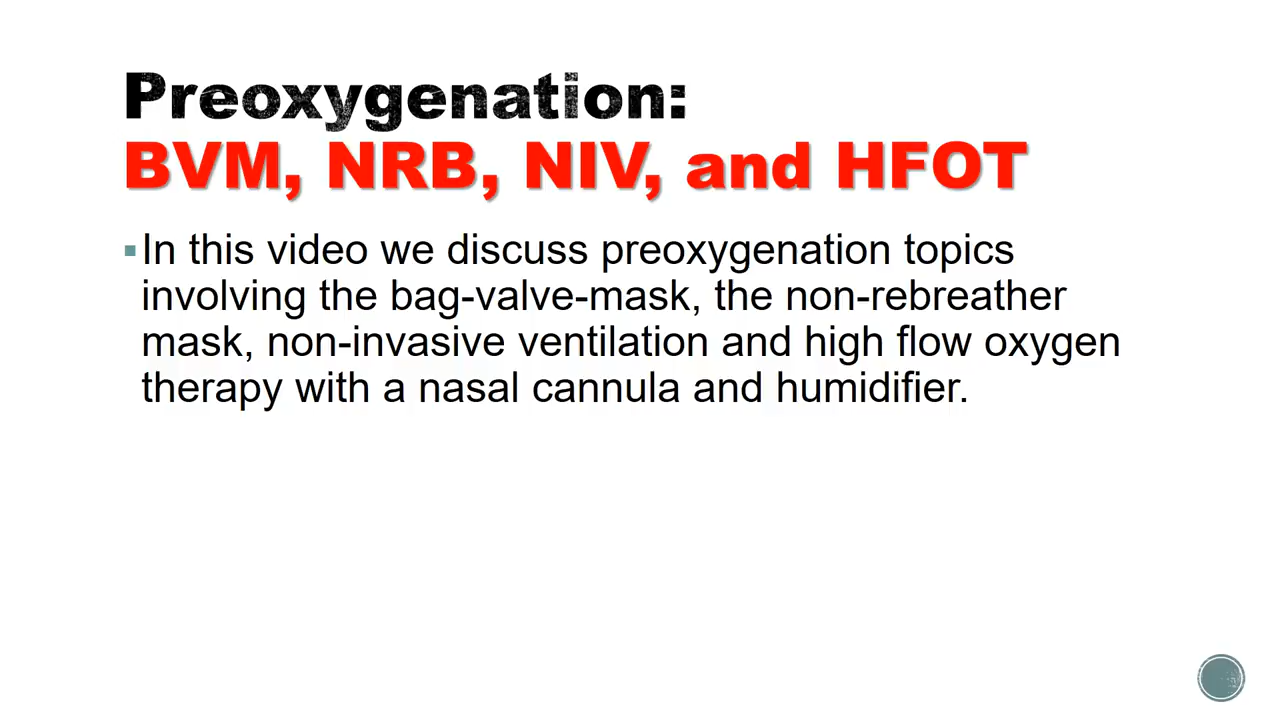 Preoxygenation:
BVM, NRB, NIV, and HFOT
▪In this video we discuss preoxygenation topics
involving the bag-valve-mask, the non-rebreather
mask, non-invasive ventilation and high flow oxygen
therapy with a nasal cannula and humidifier.